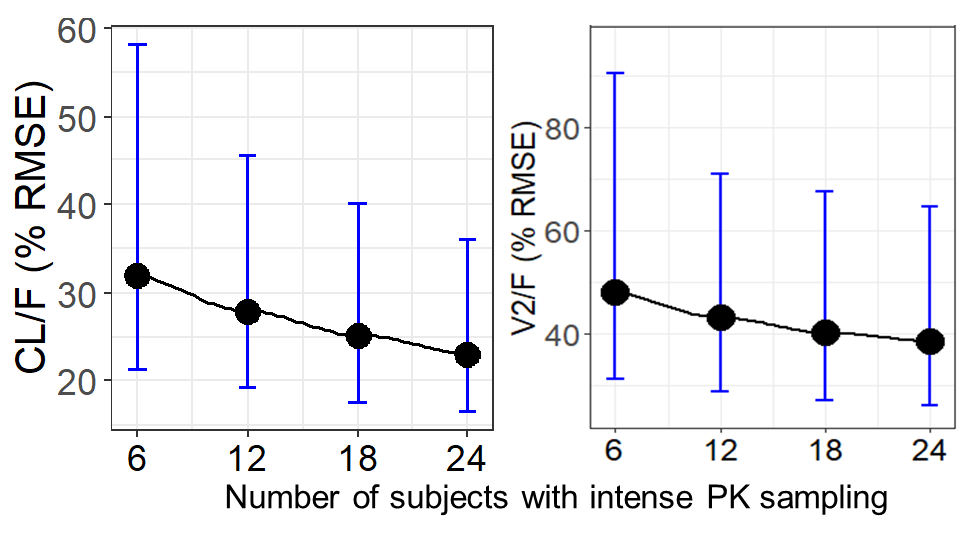 CL/F (% RMSE)
60
50
40
30
20
6 12 18 24
V2/F (% RMSE)
80
60
40
6 12 18 24
Number of subjects with intense PK sampling